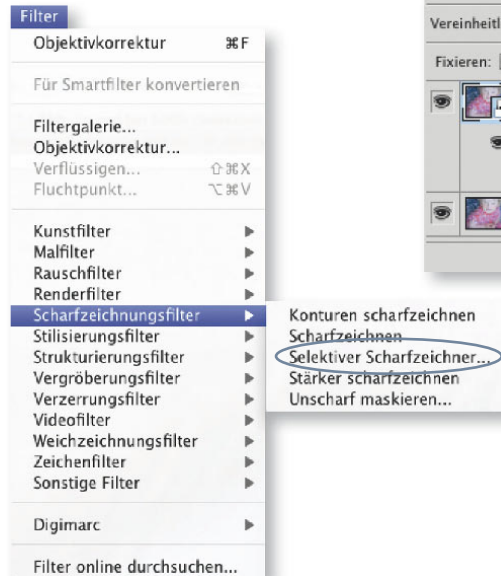 Filter
Objektivkorrektur ⌘F
Für Smartfilter konvertieren
Filtergalerie...
Objektivkorrektur...
Verflüssigen... ⇧⌘X
Fluchtpunkt... ⌥⌘V
Kunstfilter
Malfilter
Rauschfilter
Renderfilter
Scharfzeichnungsfilter
Stilisierungsfilter
Strukturierungsfilter
Vergröberungsfilter
Verzerrungsfilter
Videofilter
Weichzeichnungsfilter
Zeichenfilter
Sonstige Filter
Digimarc
Filter online durchsuchen...
Konturen scharfzeichnen
Scharfzeichnen
Selektiver Scharfzeichner...
Stärker scharfzeichnen
Unscharf maskieren...
Fixieren: